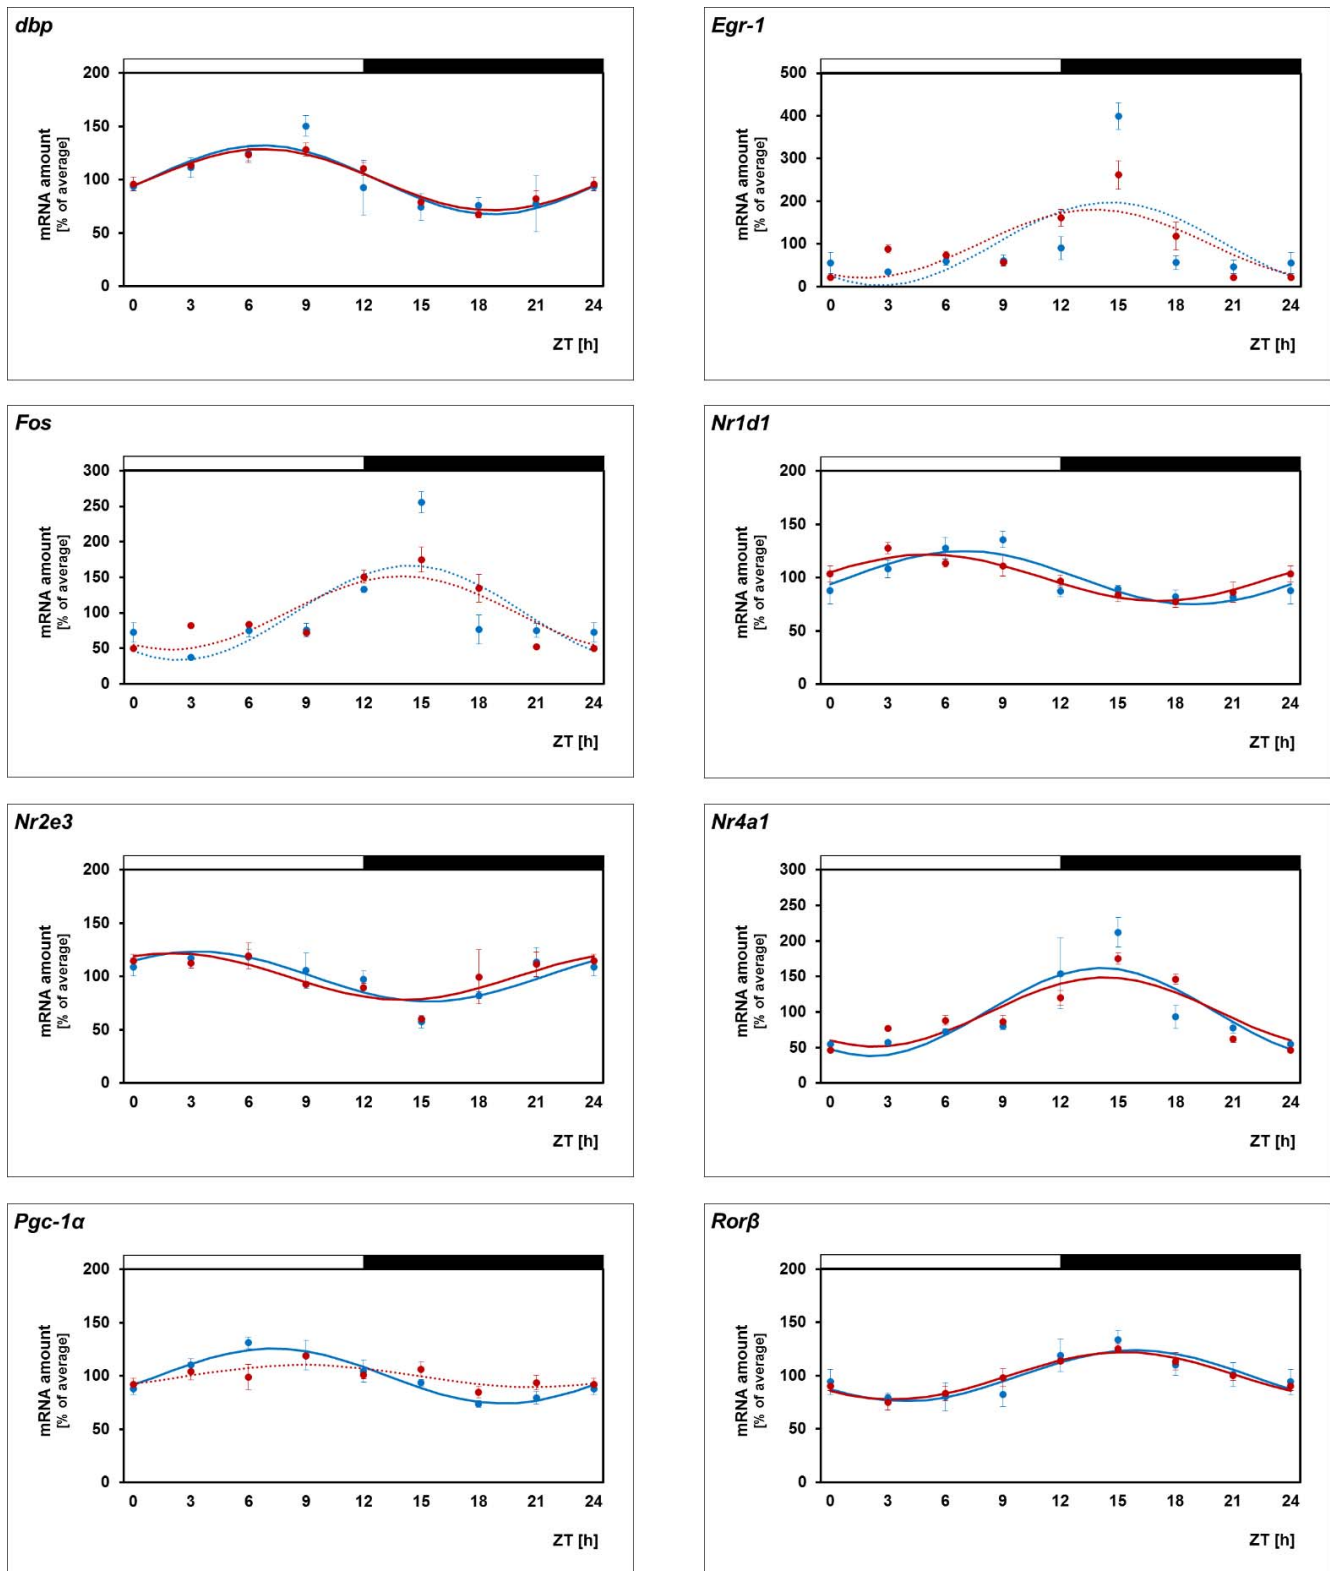 dbp
mRNA amount
[% of average]
200
150
100
50
0
0 3 6 9 12 15 18 21 24
ZT [h]
Egr-1
mRNA amount
[% of average]
500
400
300
200
100
0
0 3 6 9 12 15 18 21 24
ZT [h]
Fos
mRNA amount
[% of average]
300
250
200
150
100
50
0
0 3 6 9 12 15 18 21 24
ZT [h]
Nr1d1
mRNA amount
[% of average]
200
150
100
50
0
0 3 6 9 12 15 18 21 24
ZT [h]
Nr2e3
mRNA amount
[% of average]
200
150
100
50
0
0 3 6 9 12 15 18 21 24
ZT [h]
Nr4a1
mRNA amount
[% of average]
300
250
200
150
100
50
0
0 3 6 9 12 15 18 21 24
ZT [h]
Pgc-1α
mRNA amount
[% of average]
200
150
100
50
0
0 3 6 9 12 15 18 21 24
ZT [h]
Rorβ
mRNA amount
[% of average]
200
150
100
50
0
0 3 6 9 12 15 18 21 24
ZT [h]